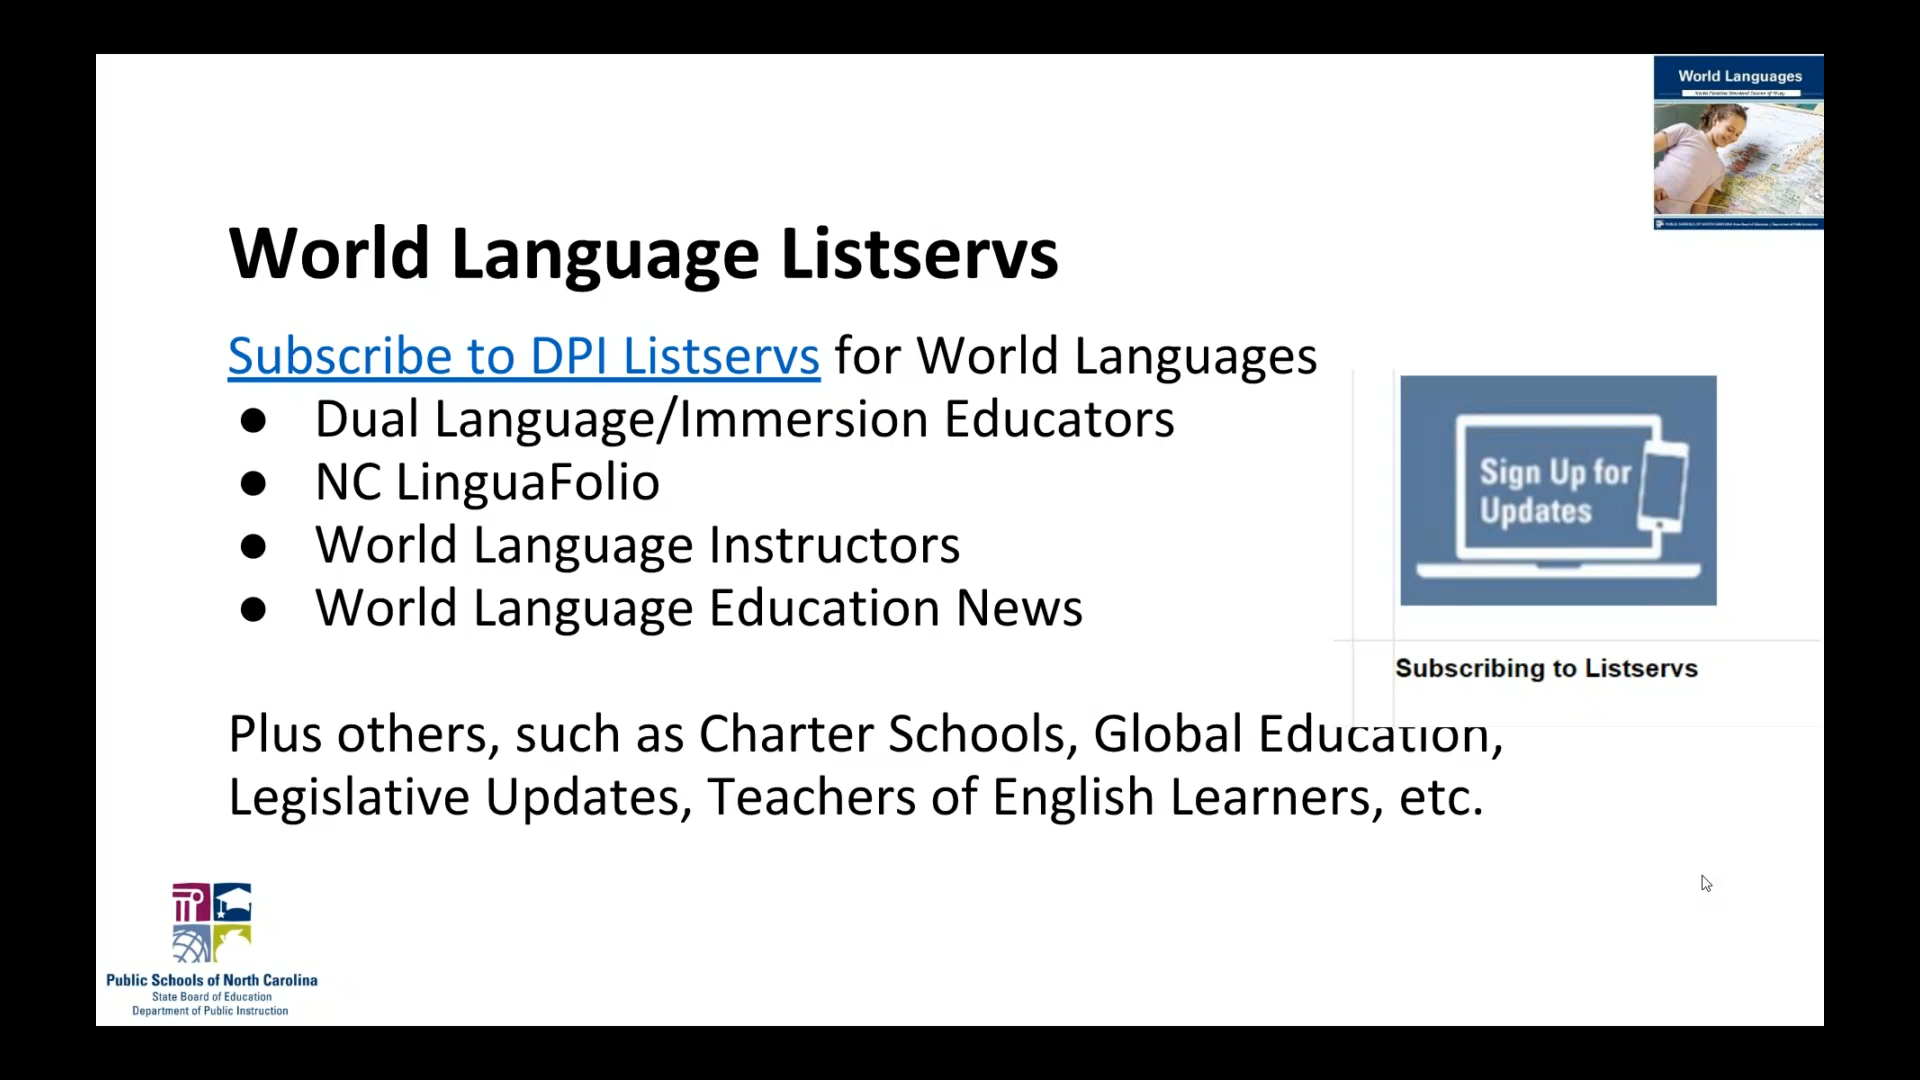 World Languages
World Language Listservs
Subscribe to DPI Listservs for World Languages
● Dual Language/Immersion Educators
● NC LinguaFolio
● World Language Instructors
● World Language Education News
Sign Up for
Updates
Subscribing to Listservs
Plus others, such as Charter Schools, Global Education,
Legislative Updates, Teachers of English Learners, etc.
Public Schools of North Carolina
State Board of Education
Department of Public Instruction